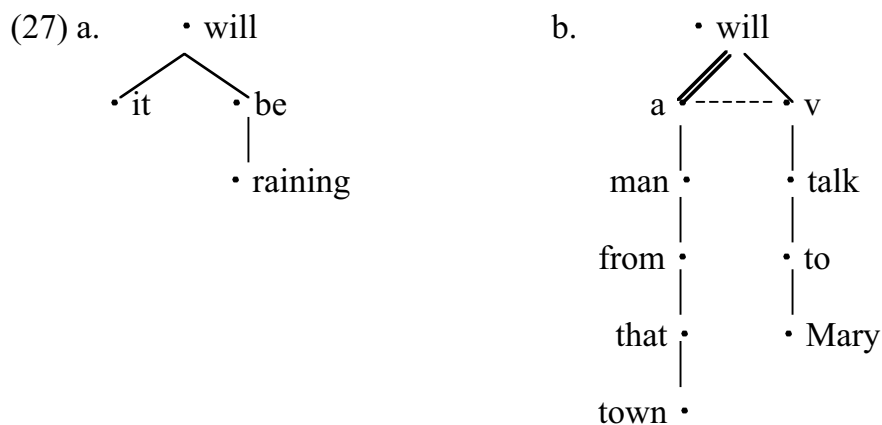 (27) a. will b. will
it be a v
raining man talk
from to
that Mary
town